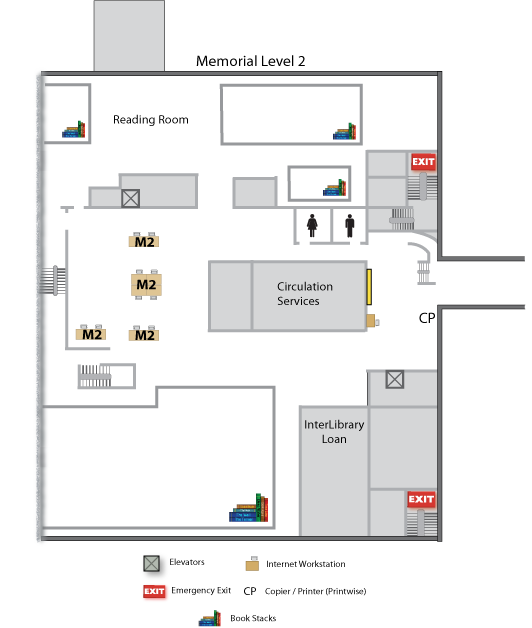 Memorial Level 2
Reading Room
EXIT
M2
M2
M2
M2
Circulation
Services
CP
InterLibrary
Loan
EXIT
Elevators
Internet Workstation
EXIT Emergency Exit
CP Copier / Printer (Printwise)
Book Stacks